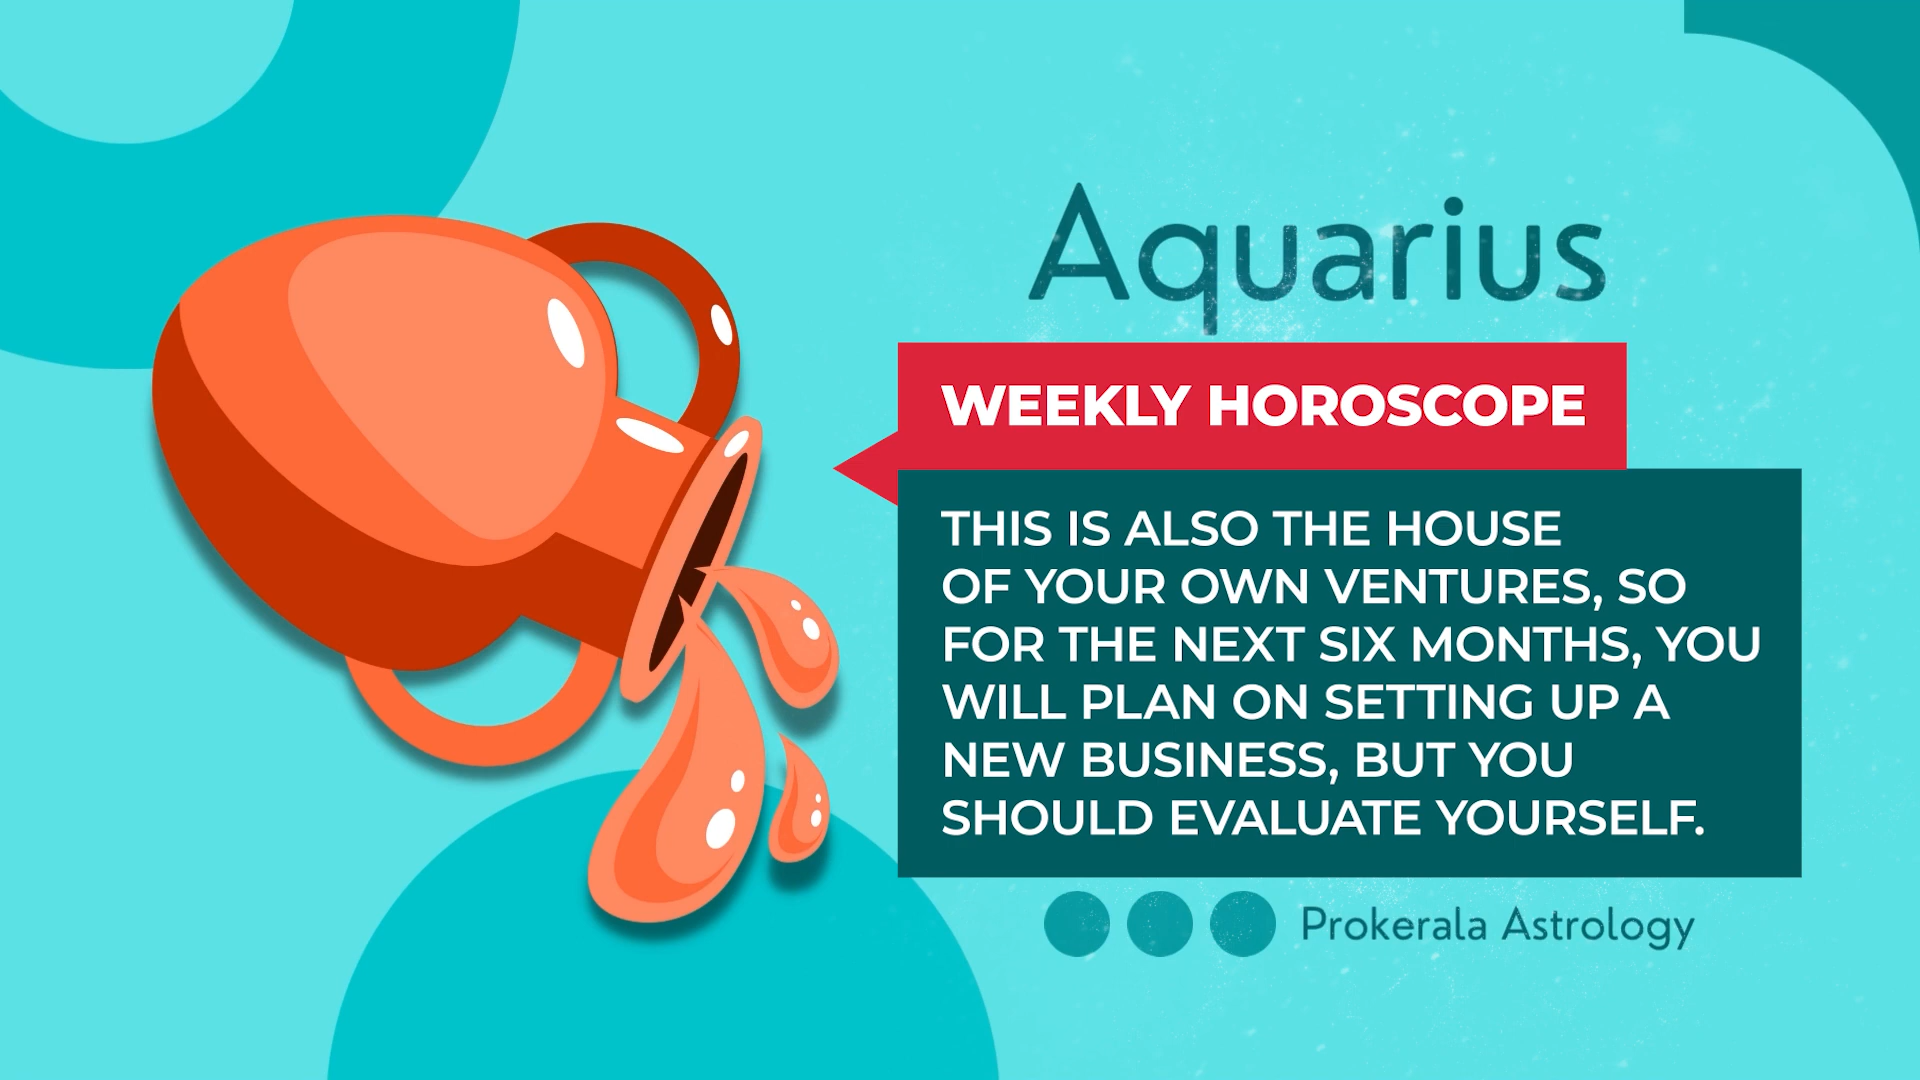 Aquarius
WEEKLY HOROSCOPE
THIS IS ALSO THE HOUSE
OF YOUR OWN VENTURES, SO
FOR THE NEXT SIX MONTHS, YOU
WILL PLAN ON SETTING UP A
NEW BUSINESS, BUT YOU
SHOULD EVALUATE YOURSELF.
Prokerala Astrology